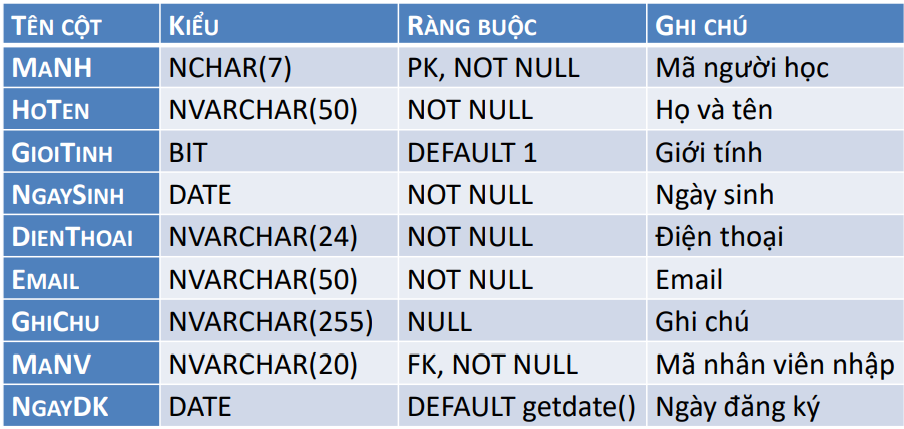 TÊN CỘT KIỂU RÀNG BUỘC GHI CHÚ
MANH NCHAR(7) PK, NOT NULL Mã người học
HOTEN NVARCHAR(50) NOT NULL Họ và tên
GIOITINH BIT DEFAULT 1 Giới tính
NGAYSINH DATE NOT NULL Ngày sinh
DIENTHOAI NVARCHAR(24) NOT NULL Điện thoại
EMAIL NVARCHAR(50) NOT NULL Email
GHICHU NVARCHAR(255) NULL Ghi chú
MANV NVARCHAR(20) FK, NOT NULL Mã nhân viên nhập
NGAYDK DATE DEFAULT getdate() Ngày đăng ký